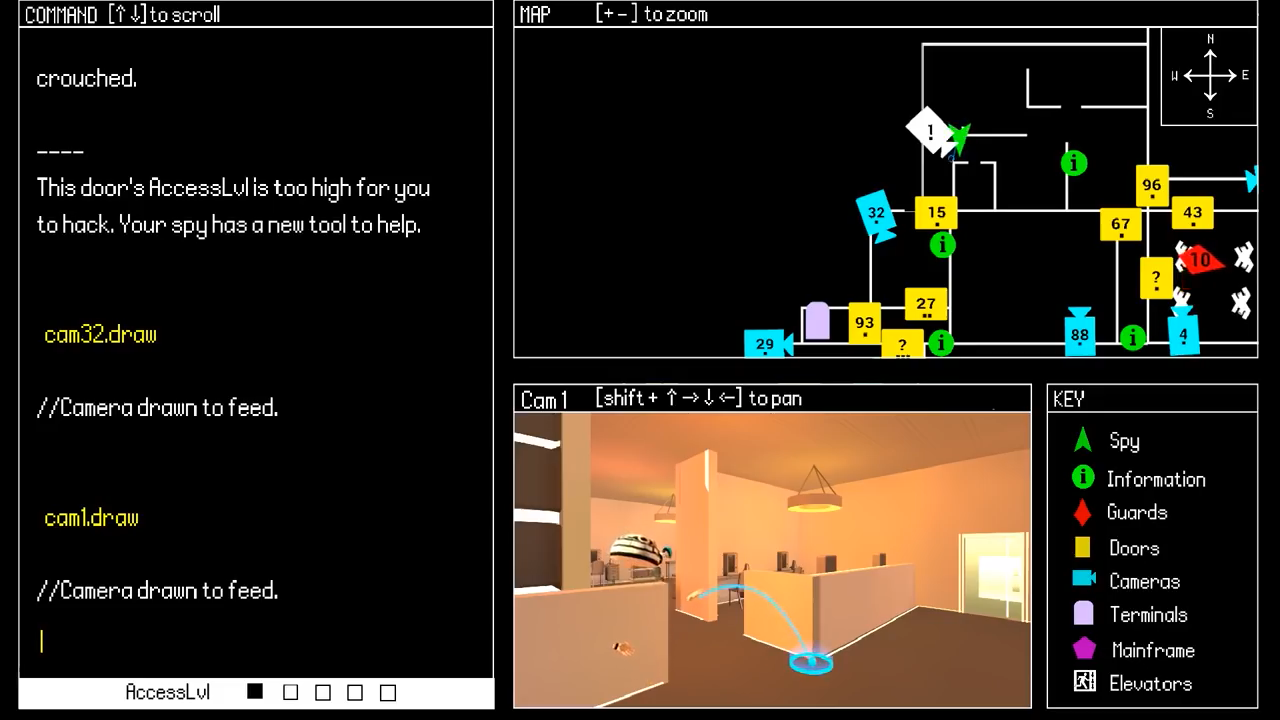 COMMAND [↑↓]to scroll
crouched.
----
This door's AccessLvl is too high for you
to hack. Your spy has a new tool to help.
cam32.draw
//Camera drawn to feed.
cam1.draw
//Camera drawn to feed.
AccessLvl
MAP [+-] to zoom
N
W E
S
!
i
96
32
15
43
67
i
10
?
27
93
29
?
i
88
i
4
Cam 1 [shift + ↑→↓←] to pan
KEY
Spy
i Information
Guards
Doors
Cameras
Terminals
Mainframe
Elevators